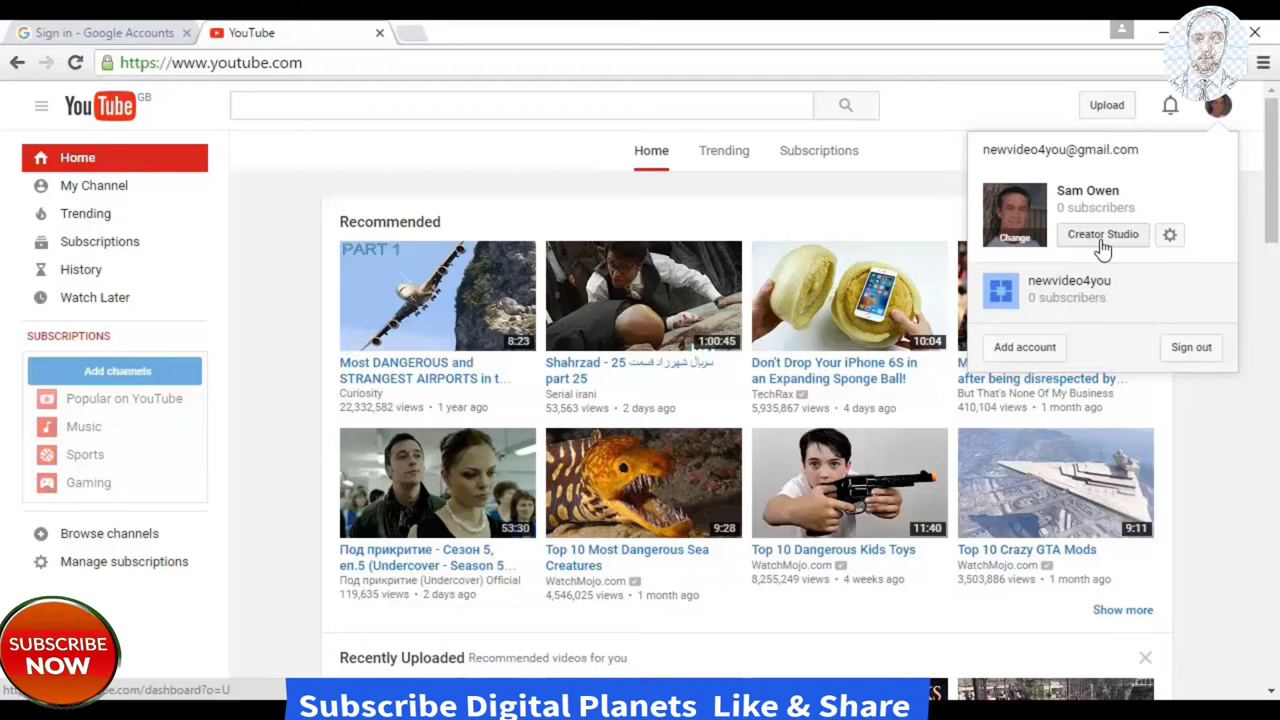 Sign in - Google Accounts
YouTube
https://www.youtube.com
YouTube GB
Upload
Home
Trending
Subscriptions
newvideo4you@gmail.com
Sam Owen
0 subscribers
Change
Creator Studio
newvideo4you
0 subscribers
Add account
Sign out
Home
My Channel
Trending
Subscriptions
History
Watch Later
SUBSCRIPTIONS
Add channels
Popular on YouTube
Music
Sports
Gaming
Browse channels
Manage subscriptions
Recommended
PART 1
8:23
Most DANGEROUS and
STRANGEST AIRPORTS in t...
Curiosity
22,332,582 views • 1 year ago
1:00:45
Shahrzad - سریال شهرزاد قسمت 25
part 25
Serial irani
53,563 views • 2 days ago
10:04
Don't Drop Your iPhone 6S in
an Expanding Sponge Ball!
TechRax
5,935,867 views • 4 days ago
after being disrespected by...
But That's None Of My Business
410,104 views • 1 month ago
53:30
Под прикритие - Сезон 5,
еп.5 (Undercover - Season 5...
Под прикритие (Undercover) Official
119,635 views • 2 days ago
9:28
Top 10 Most Dangerous Sea
Creatures
WatchMojo.com
4,546,025 views • 1 month ago
11:40
Top 10 Dangerous Kids Toys
WatchMojo.com
8,255,249 views • 4 weeks ago
9:11
Top 10 Crazy GTA Mods
WatchMojo.com
3,503,886 views • 1 month ago
Show more
Recently Uploaded Recommended videos for you
SUBSCRIBE
NOW
e.com/dashboard?o=U
Subscribe Digital Planets Like & Share